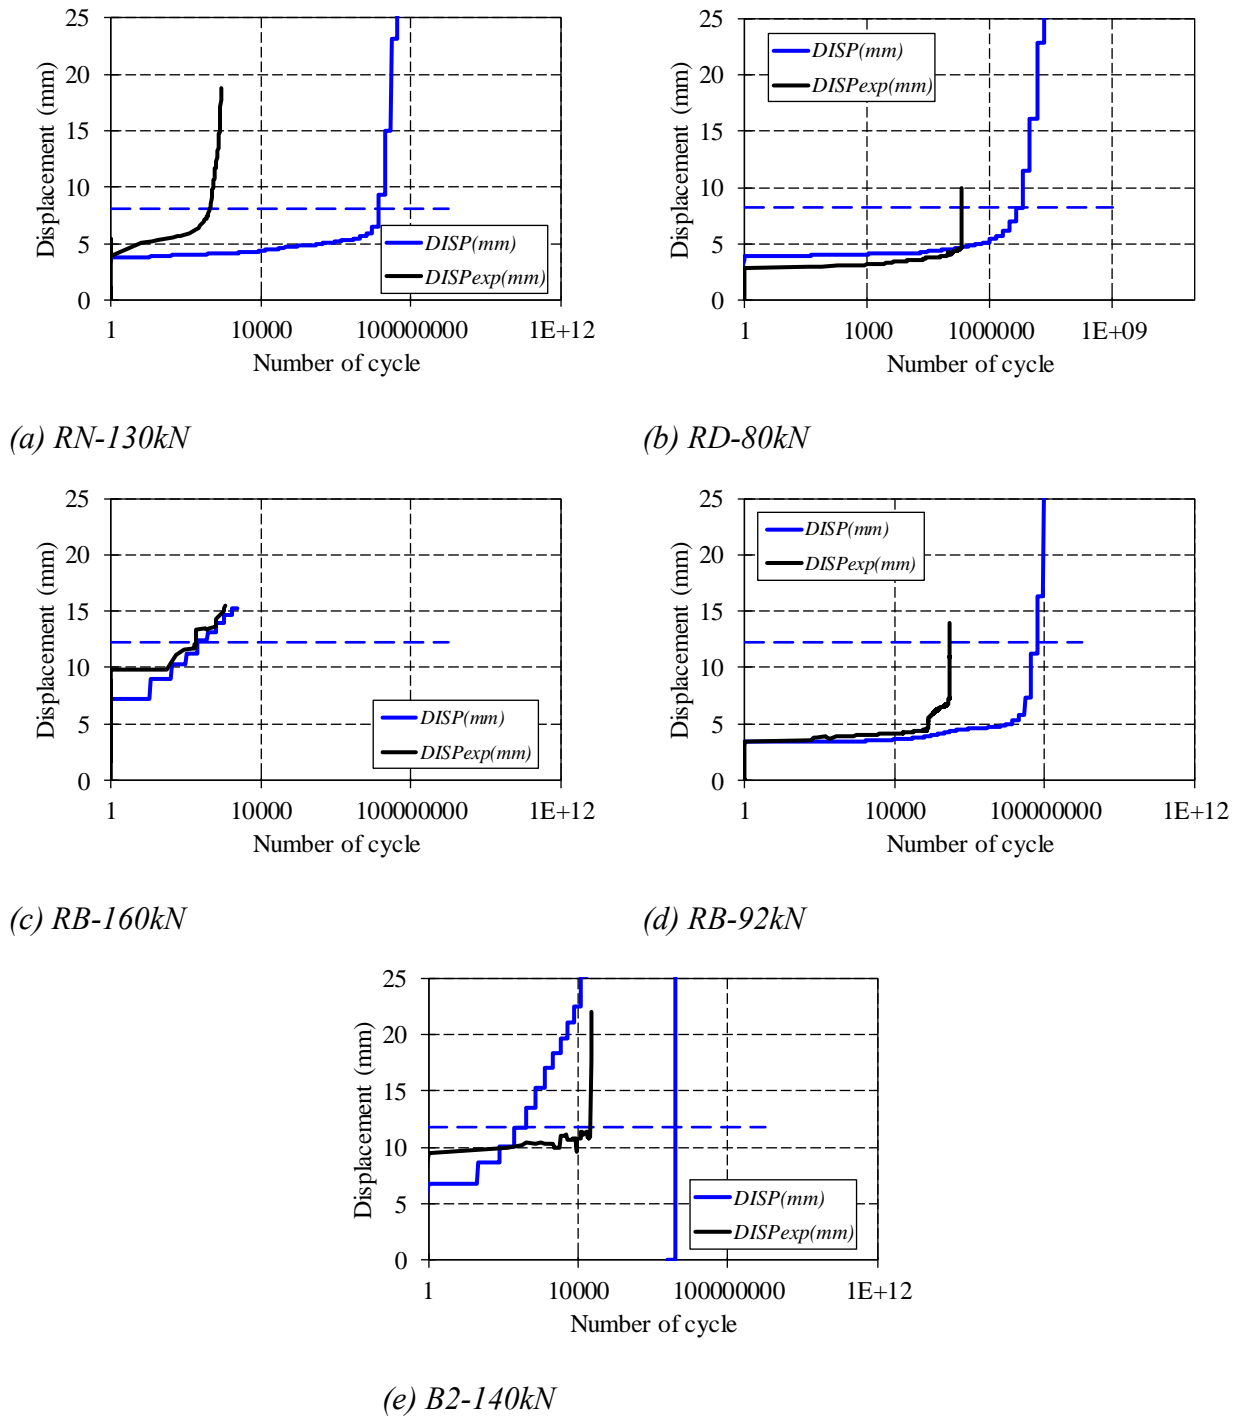 25
20
15
10
5
0
Displacement (mm)
DISP(mm)
DISPexp(mm)
1
10000
100000000
1E+12
Number of cycle
(a) RN-130kN
25
20
15
10
5
0
Displacement (mm)
DISP(mm)
DISPexp(mm)
1
1000
1000000
1E+09
Number of cycle
(b) RD-80kN
25
20
15
10
5
0
Displacement (mm)
DISP(mm)
DISPexp(mm)
1
10000
100000000
1E+12
Number of cycle
(c) RB-160kN
25
20
15
10
5
0
Displacement (mm)
DISP(mm)
DISPexp(mm)
1
10000
100000000
1E+12
Number of cycle
(d) RB-92kN
25
20
15
10
5
0
Displacement (mm)
DISP(mm)
DISPexp(mm)
1
10000
100000000
1E+12
Number of cycle
(e) B2-140kN